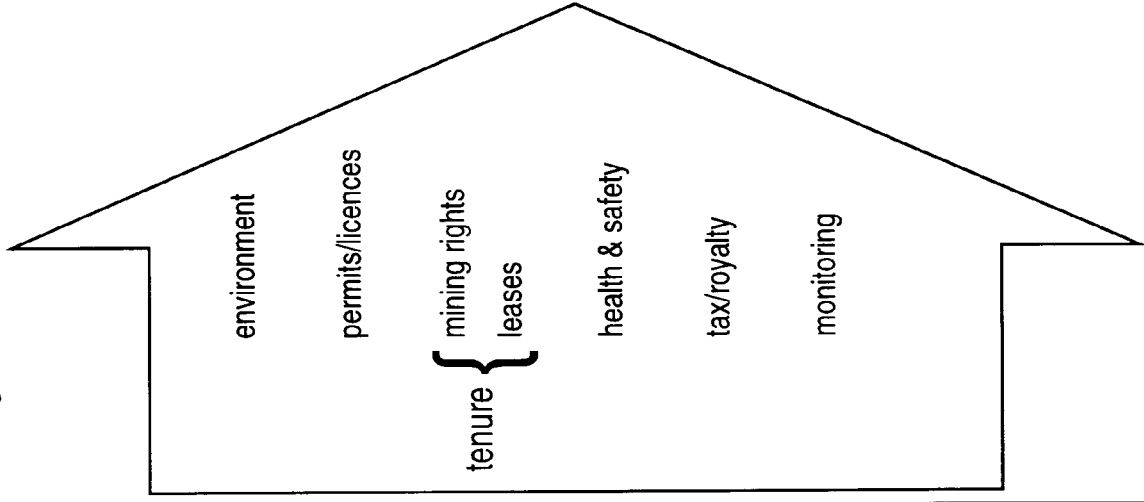 environment
permits/licences
tenure { mining rights
leases
health & safety
tax/royalty
monitoring